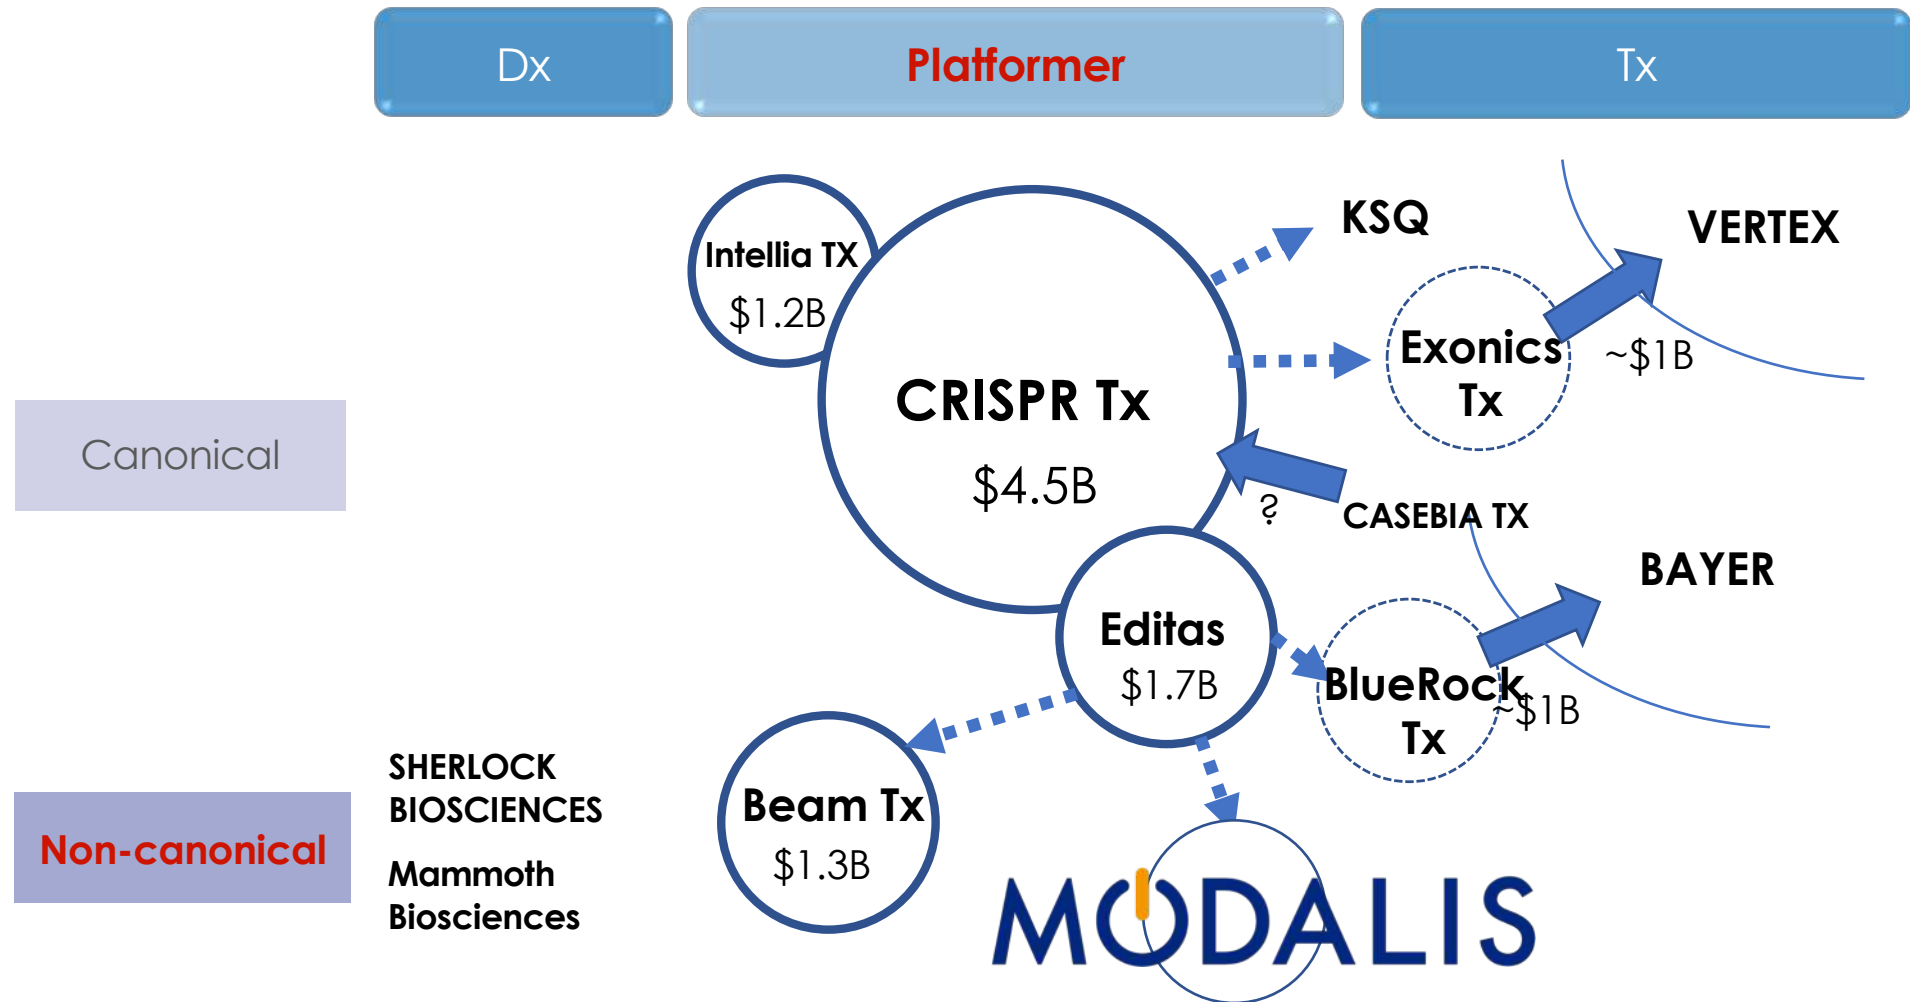 Dx
Platformer
Tx
Canonical
Intellia TX
$1.2B
CRISPR Tx
$4.5B
KSQ
VERTEX
Exonics
Tx
~$1B
?
CASEBIA TX
BAYER
Editas
$1.7B
BlueRock
Tx
~$1B
Non-canonical
SHERLOCK
BIOSCIENCES
Mammoth
Biosciences
Beam Tx
$1.3B
MODALIS